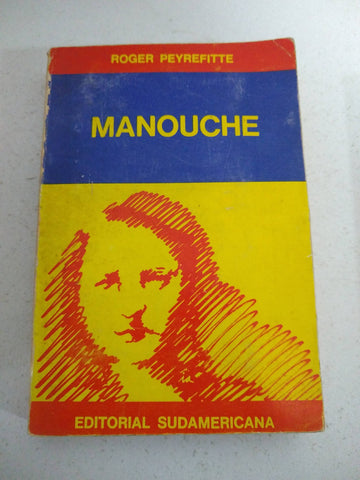 ROGER PEYREFITTE
MANOUCHE
EDITORIAL SUDAMERICANA